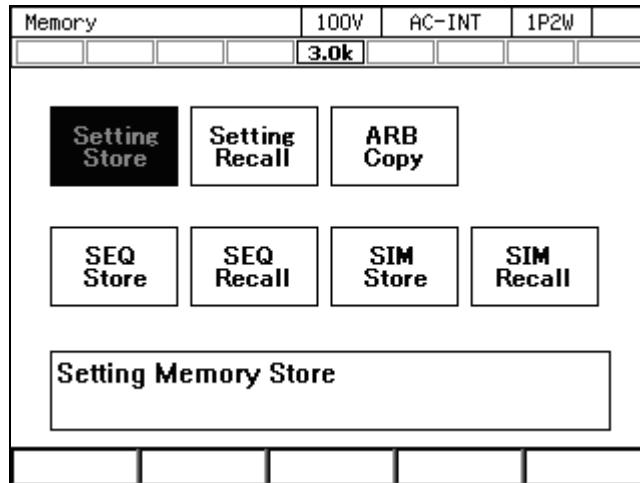 Memory 100V AC-INT 1P2W
3.0k
Setting Setting ARB
Store Recall Copy
SEQ SEQ SIM SIM
Store Recall Store Recall
Setting Memory Store